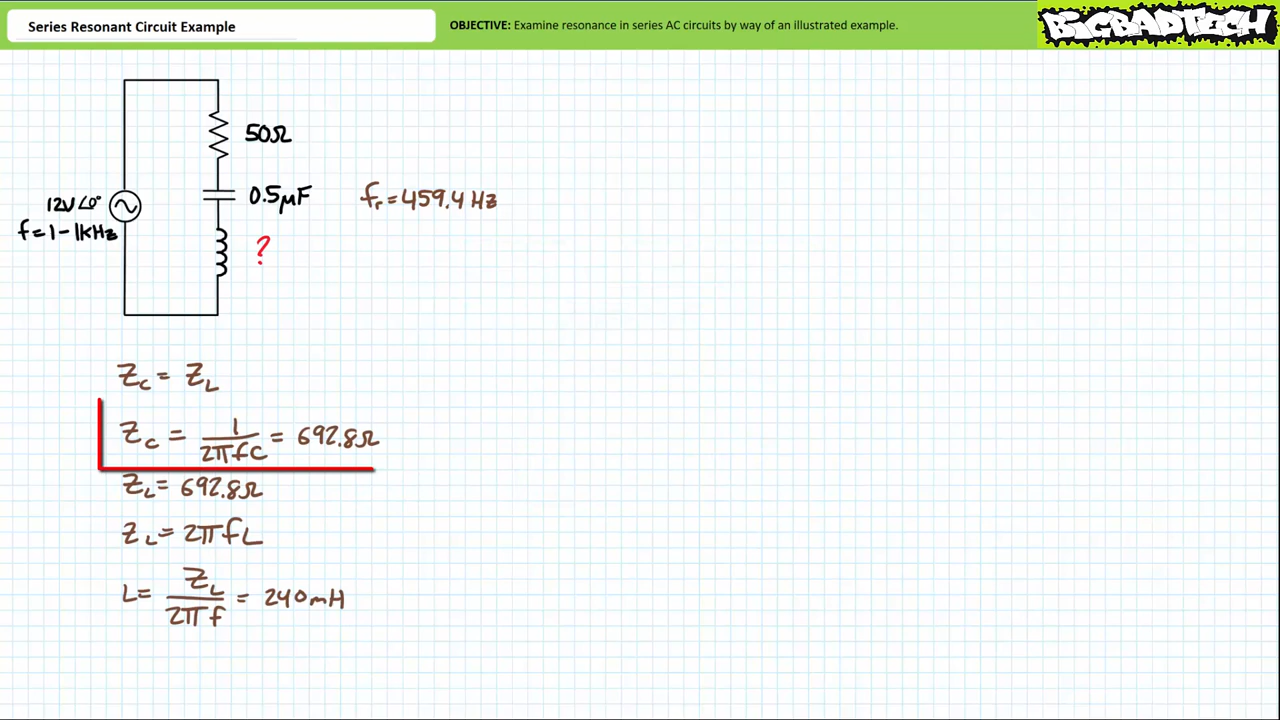 Series Resonant Circuit Example
OBJECTIVE: Examine resonance in series AC circuits by way of an illustrated example.
BIGBADTECH
50Ω
12V∠0°
f=1-1KHz
0.5μF
fr=459.4 Hz
?
Zc = ZL
Zc = 1/2πfC = 692.8Ω
ZL= 692.8Ω
ZL= 2πfL
L= ZL/2πf = 240mH